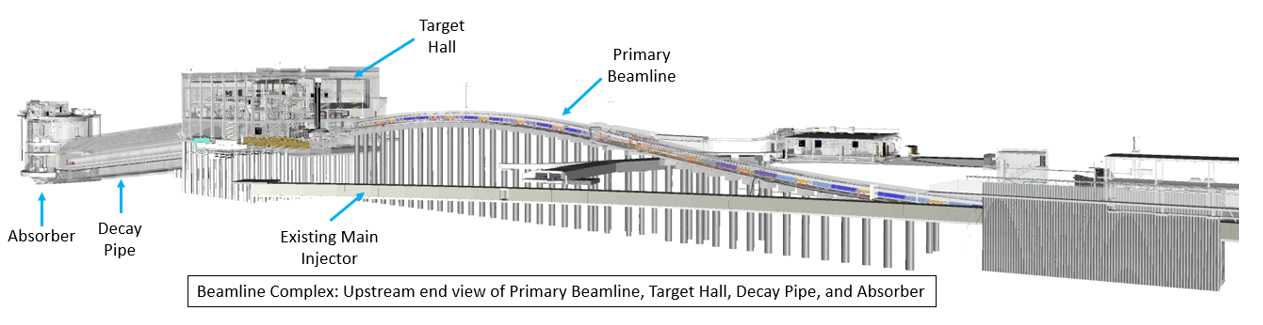 Target
Hall
Primary
Beamline
Absorber
Decay
Pipe
Existing Main
Injector
Beamline Complex: Upstream end view of Primary Beamline, Target Hall, Decay Pipe, and Absorber